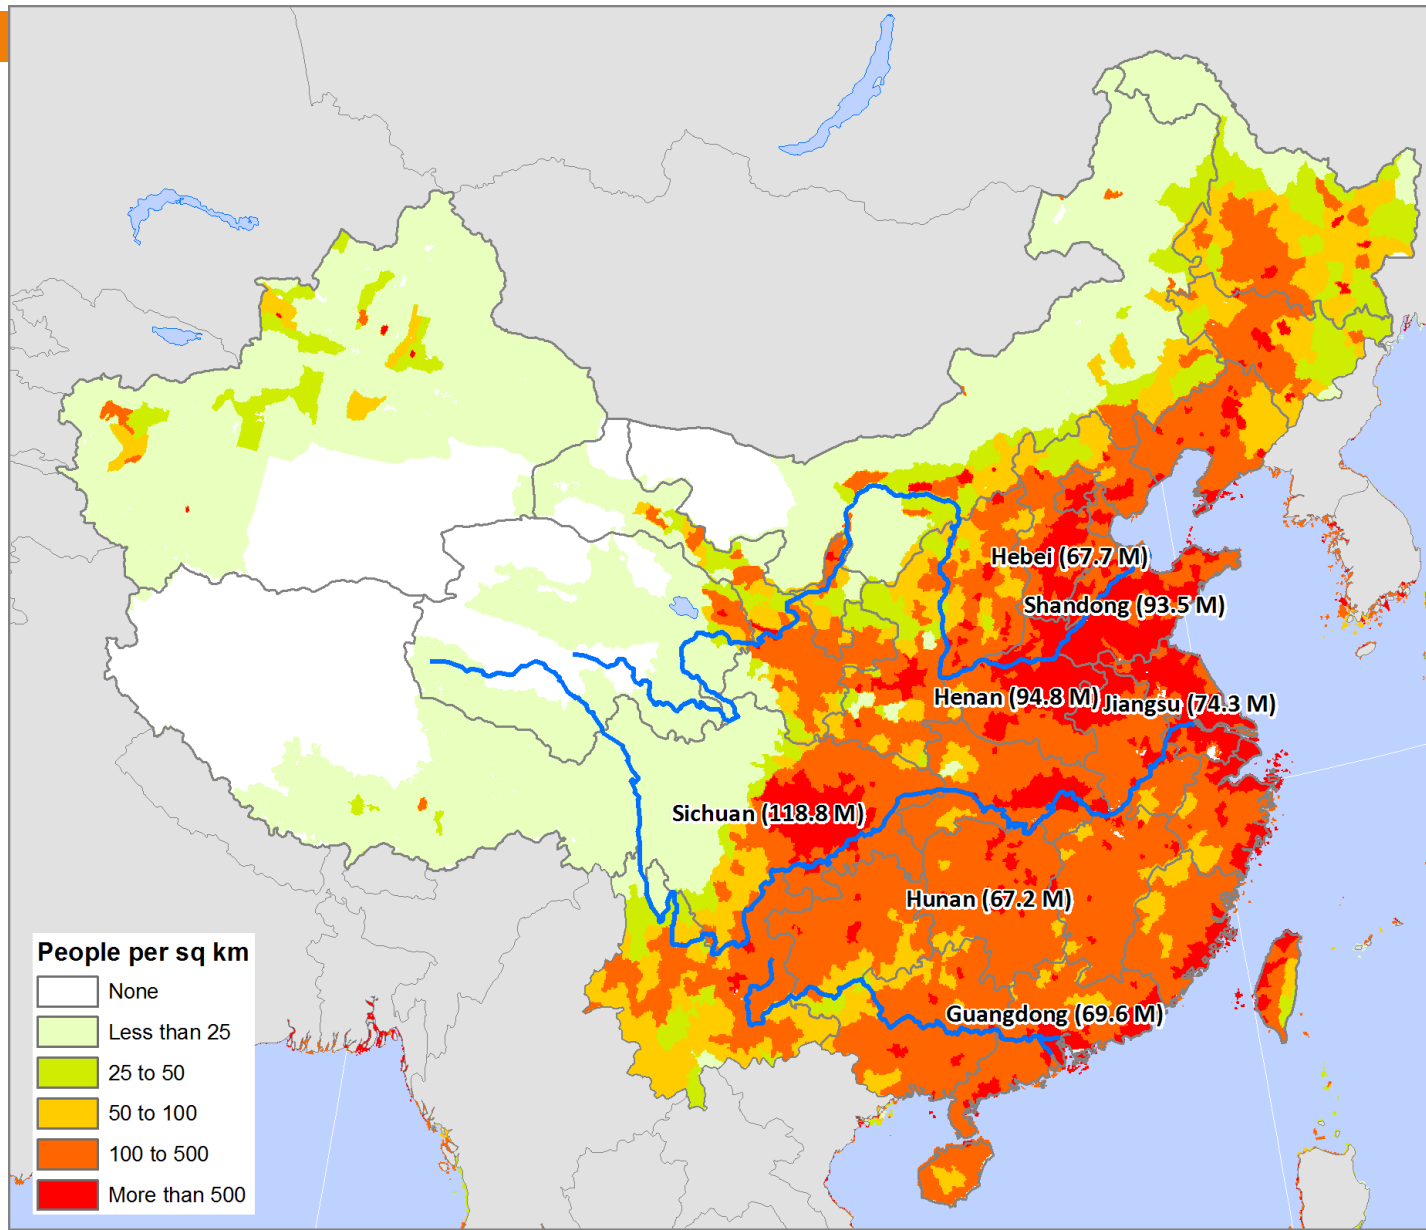 Hebei (67.7 M)
Shandong (93.5 M)
Henan (94.8 M)
Jiangsu (74.3 M)
Sichuan (118.8 M)
Hunan (67.2 M)
Guangdong (69.6 M)
People per sq km
None
Less than 25
25 to 50
50 to 100
100 to 500
More than 500